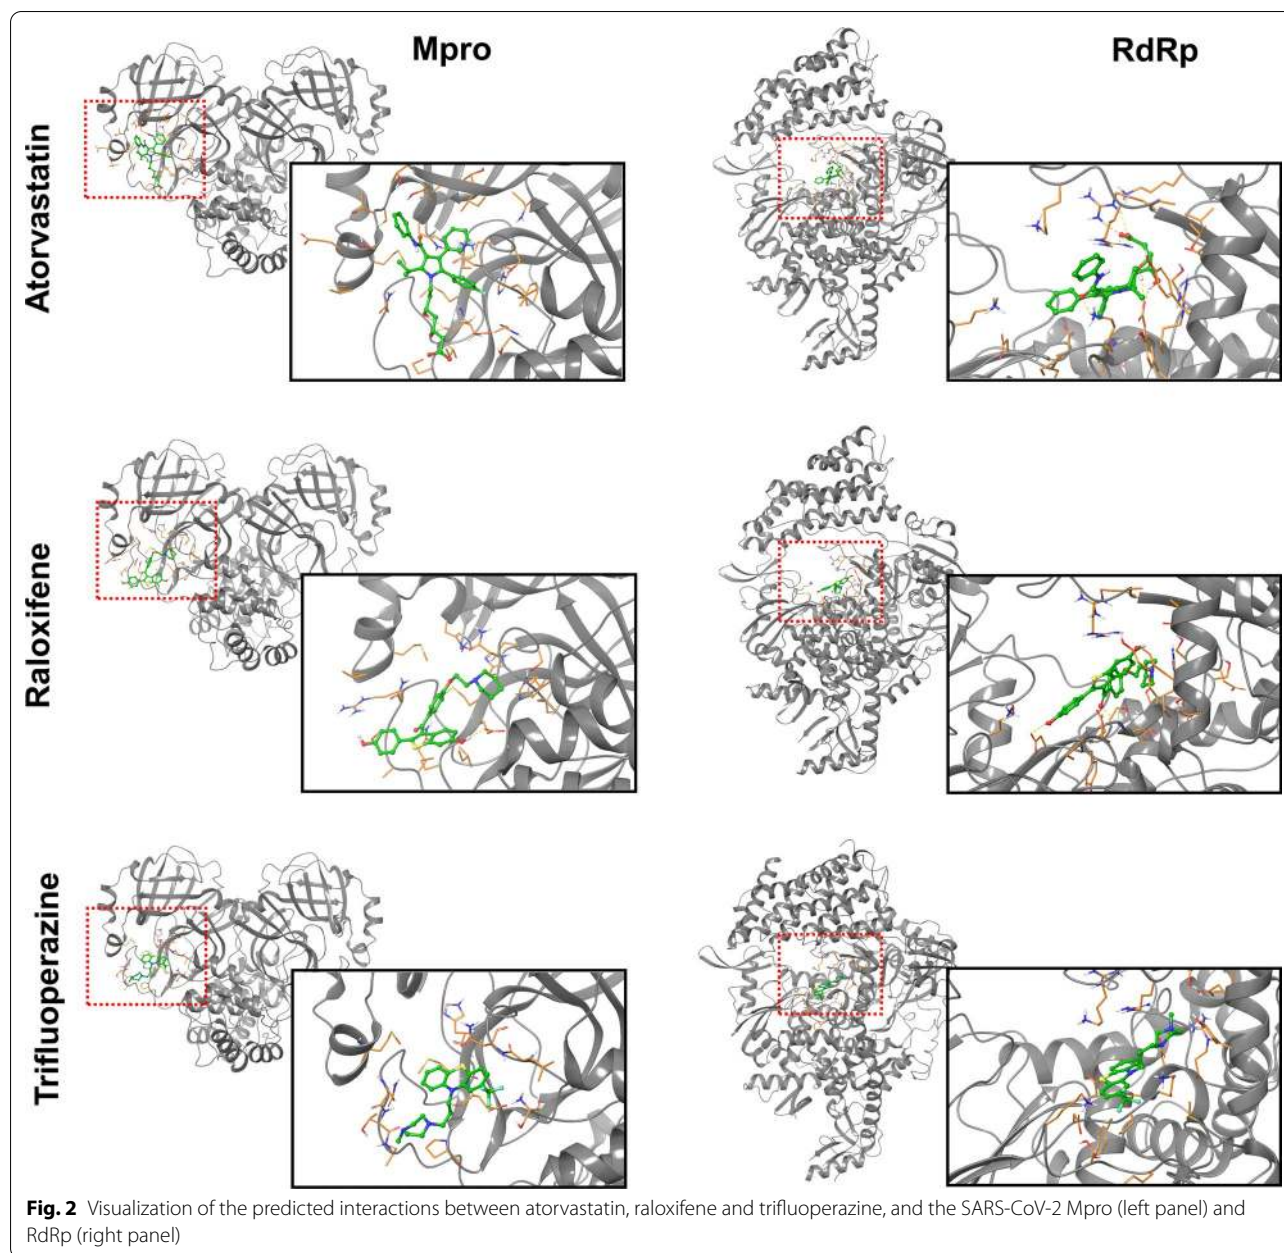 Mpro
RdRp
Atorvastatin
Raloxifene
Trifluoperazine
Fig. 2 Visualization of the predicted interactions between atorvastatin, raloxifene and trifluoperazine, and the SARS-CoV-2 Mpro (left panel) and
RdRp (right panel)